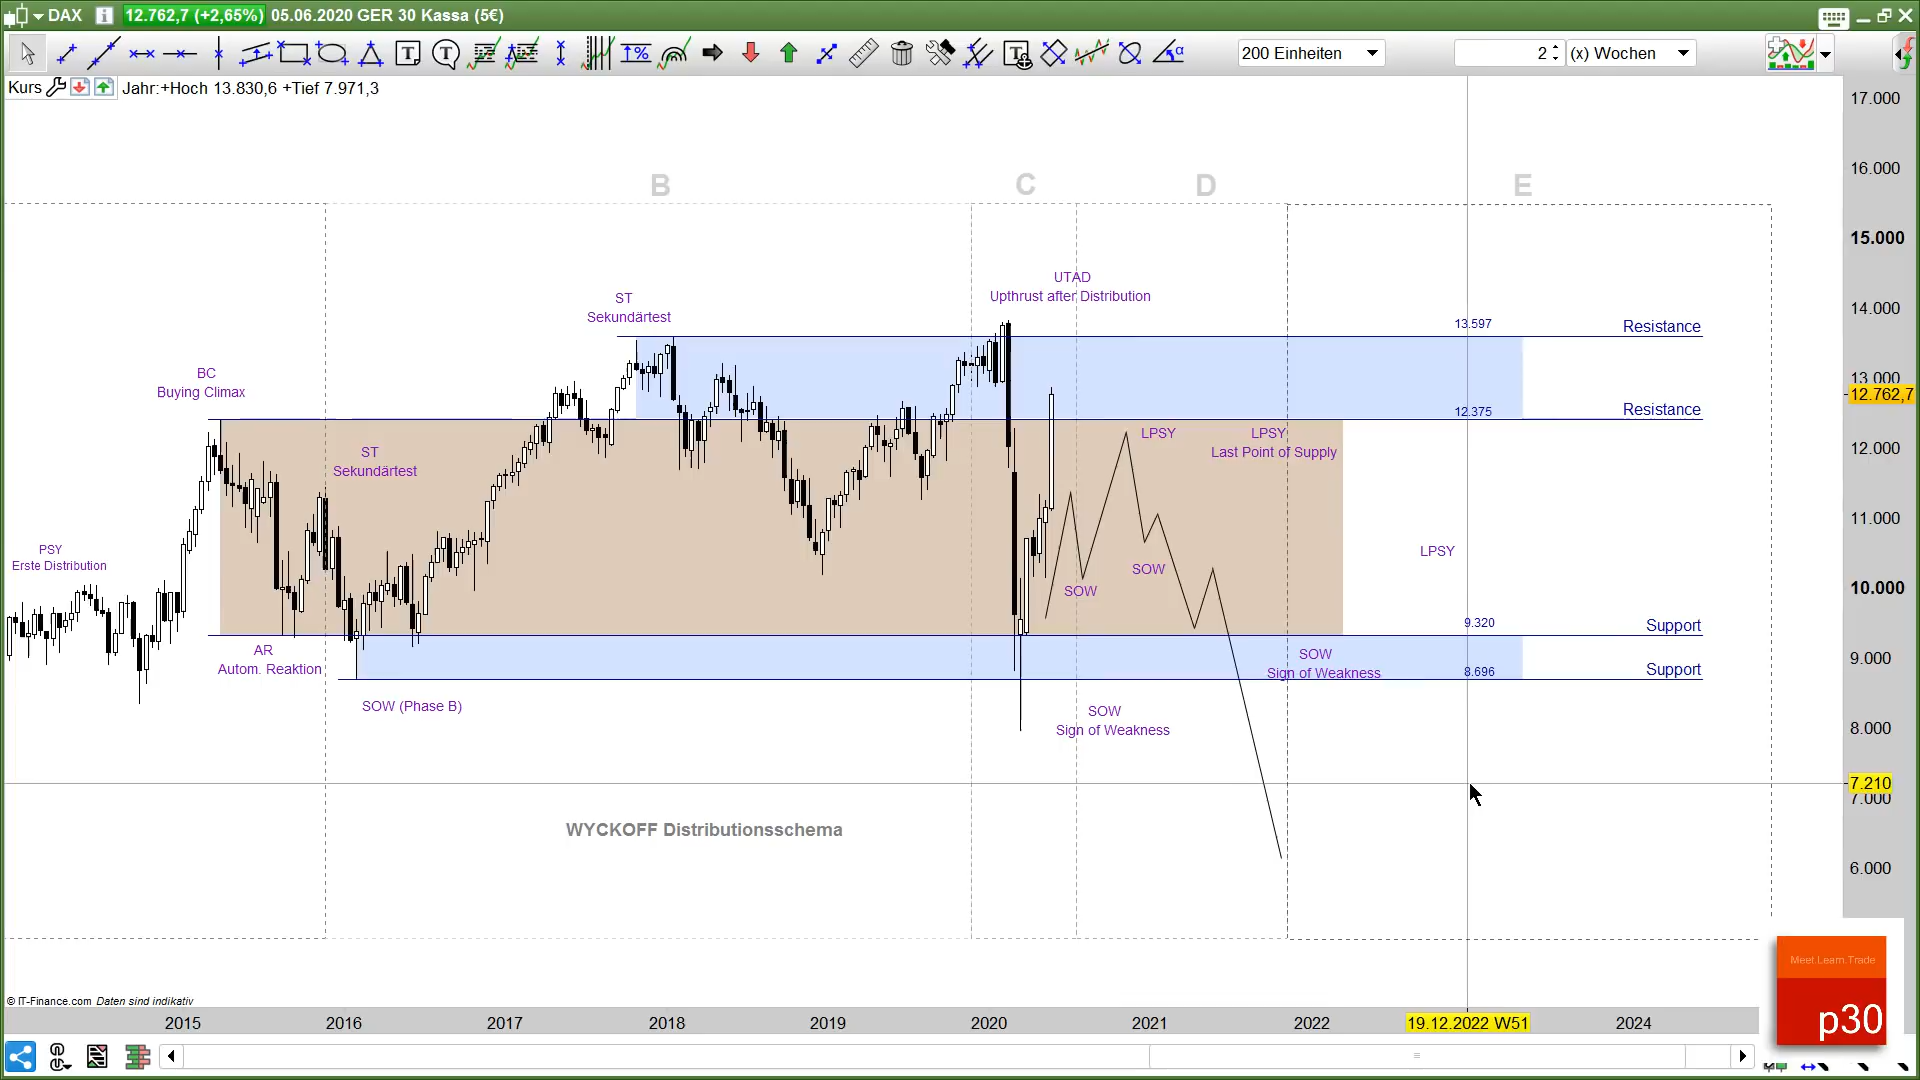 DAX 12.762,7 (+2,65%) 05.06.2020 GER 30 Kassa (5€)
200 Einheiten
2 (x) Wochen
Kurs Jahr:+Hoch 13.830,6 +Tief 7.971,3
17.000
16.000
B
C
D
E
15.000
UTAD
Upthrust after Distribution
ST
Sekundärtest
14.000
13.597
Resistance
BC
Buying Climax
13.000
12.762,7
12.375
Resistance
LPSY
LPSY
Last Point of Supply
12.000
ST
Sekundärtest
11.000
PSY
Erste Distribution
LPSY
SOW
SOW
10.000
9.320
Support
AR
Autom. Reaktion
SOW
Sign of Weakness
9.000
8.696
Support
SOW (Phase B)
SOW
Sign of Weakness
8.000
7.210
7.000
WYCKOFF Distributionsschema
6.000
Meet.Learn.Trade
p30
© IT-Finance.com Daten sind indikativ
2015
2016
2017
2018
2019
2020
2021
2022
19.12.2022 W51
2024